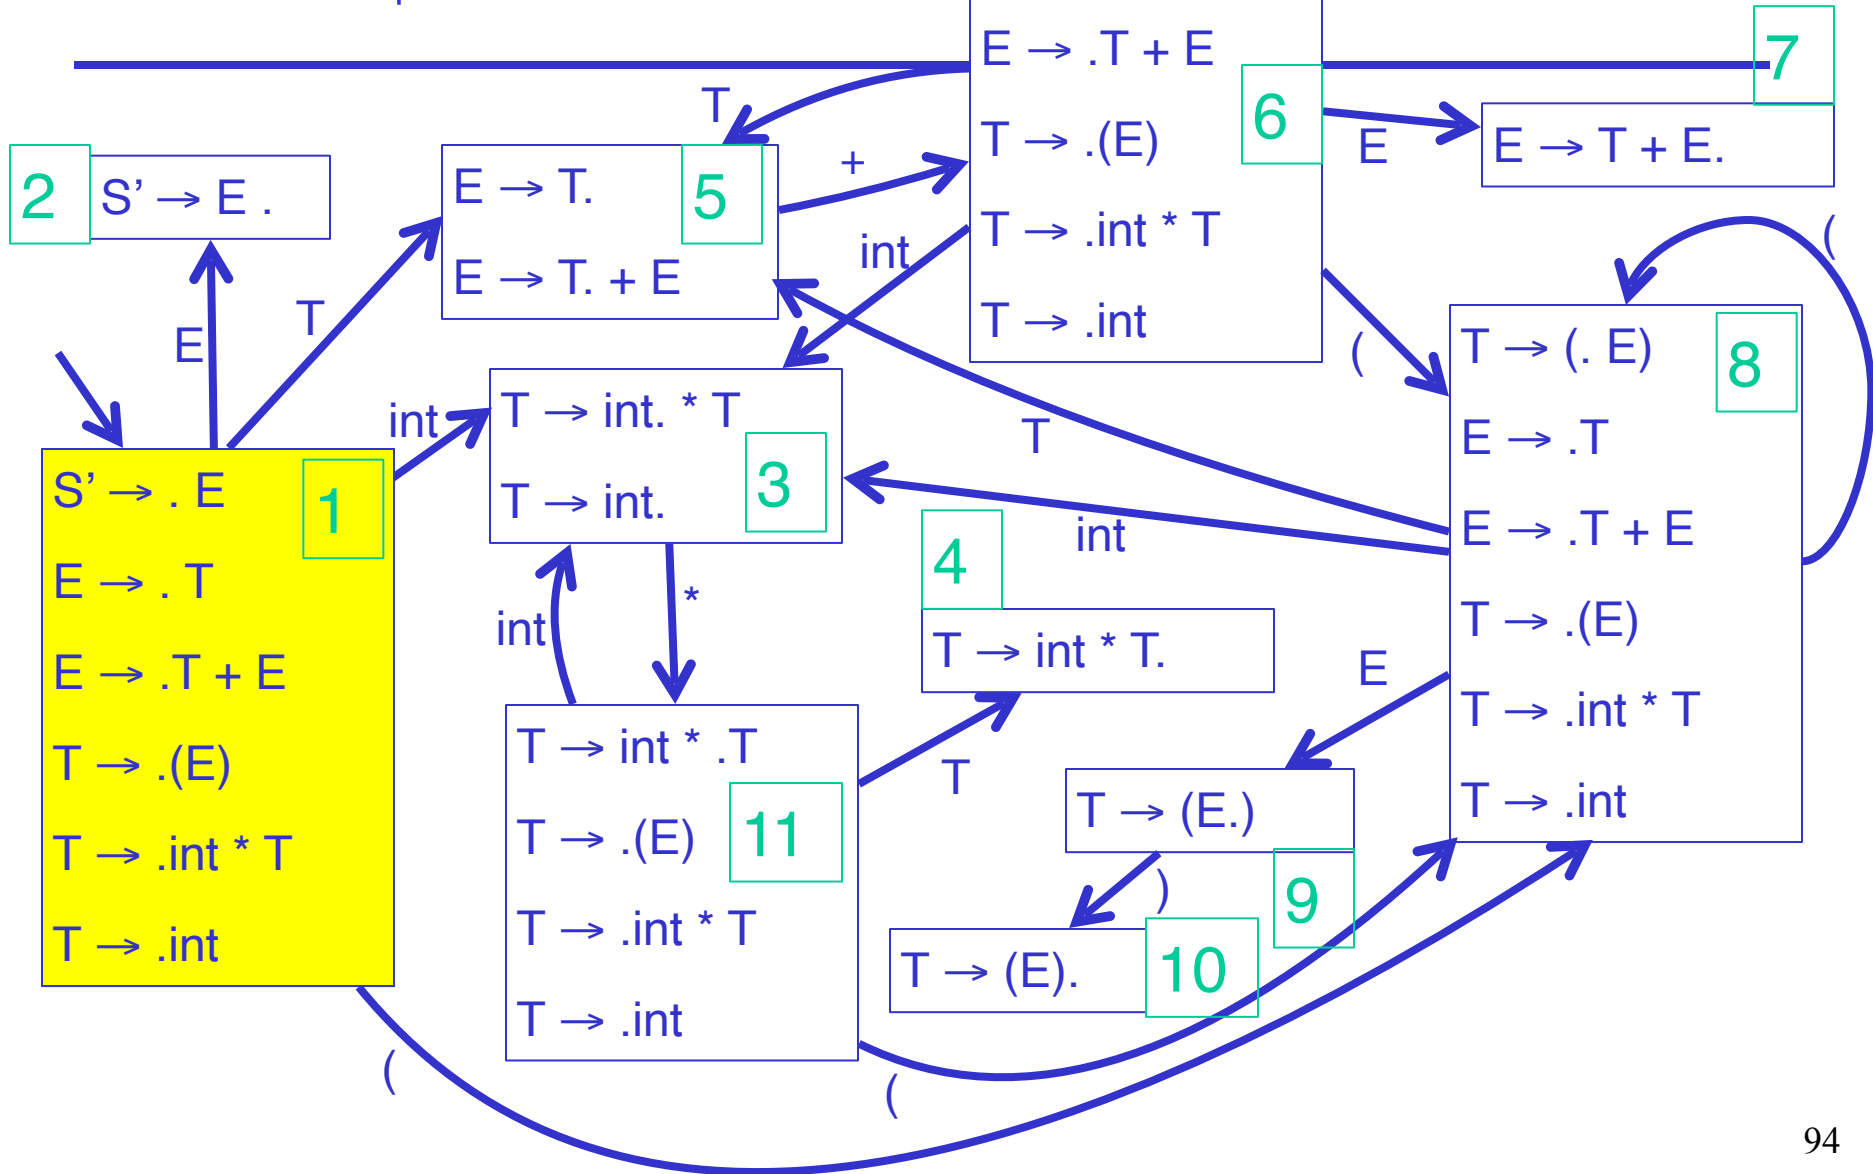 E → .T + E
T → .(E)
T → .int * T
T → .int
6
7
E → T + E.
E
T
+
int
(
2
S’ → E .
E → T.
E → T. + E
5
E
T
int
T → int. * T
T → int.
3
T
int
(
T → (. E)
E → .T
E → .T + E
T → .(E)
T → .int * T
T → .int
8
S’ → . E
E → . T
E → .T + E
T → .(E)
T → .int * T
T → .int
1
4
T → int * T.
int
*
T
E
T → int * .T
T → .(E)
T → .int * T
T → .int
11
T → (E.)
9
)
T → (E).
10
(
(
94